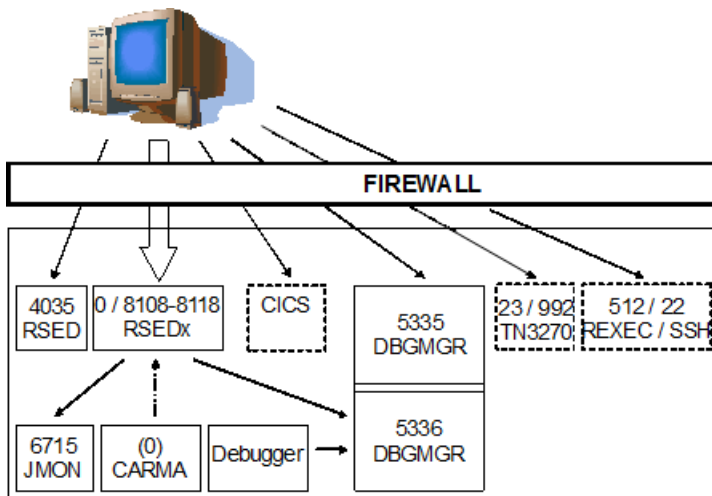 FIREWALL
4035
RSED
0 / 8108-8118
RSEDx
CICS
5335
DBGMGR
23 / 992
TN3270
512 / 22
REXEC / SSH
6715
JMON
(0)
CARMA
Debugger
5336
DBGMGR